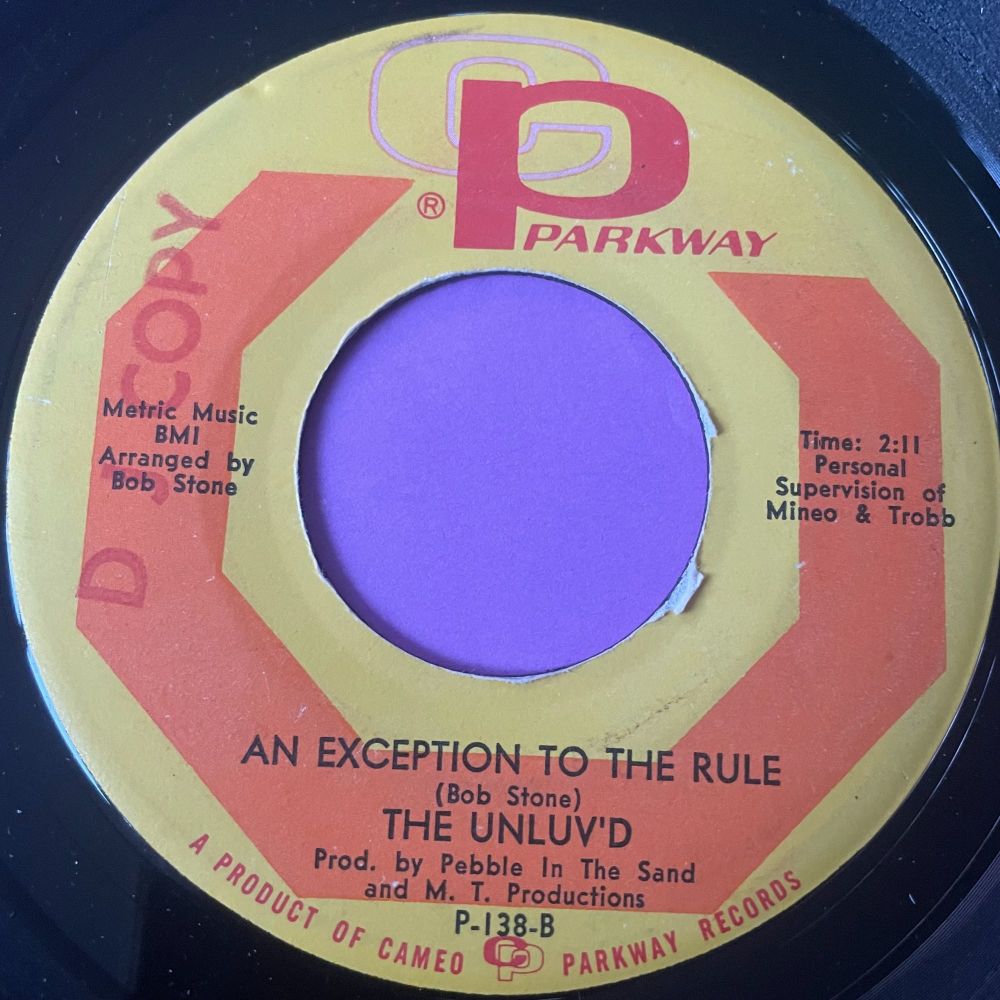 C
P
®
PARKWAY
D J COPY
Metric Music
BMI
Arranged by
Bob Stone
Time: 2:11
Personal
Supervision of
Mineo & Trobb
AN EXCEPTION TO THE RULE
(Bob Stone)
THE UNLUV'D
Prod. by Pebble In The Sand
and M. T. Productions
P-138-B
A PRODUCT OF CAMEO CP PARKWAY RECORDS